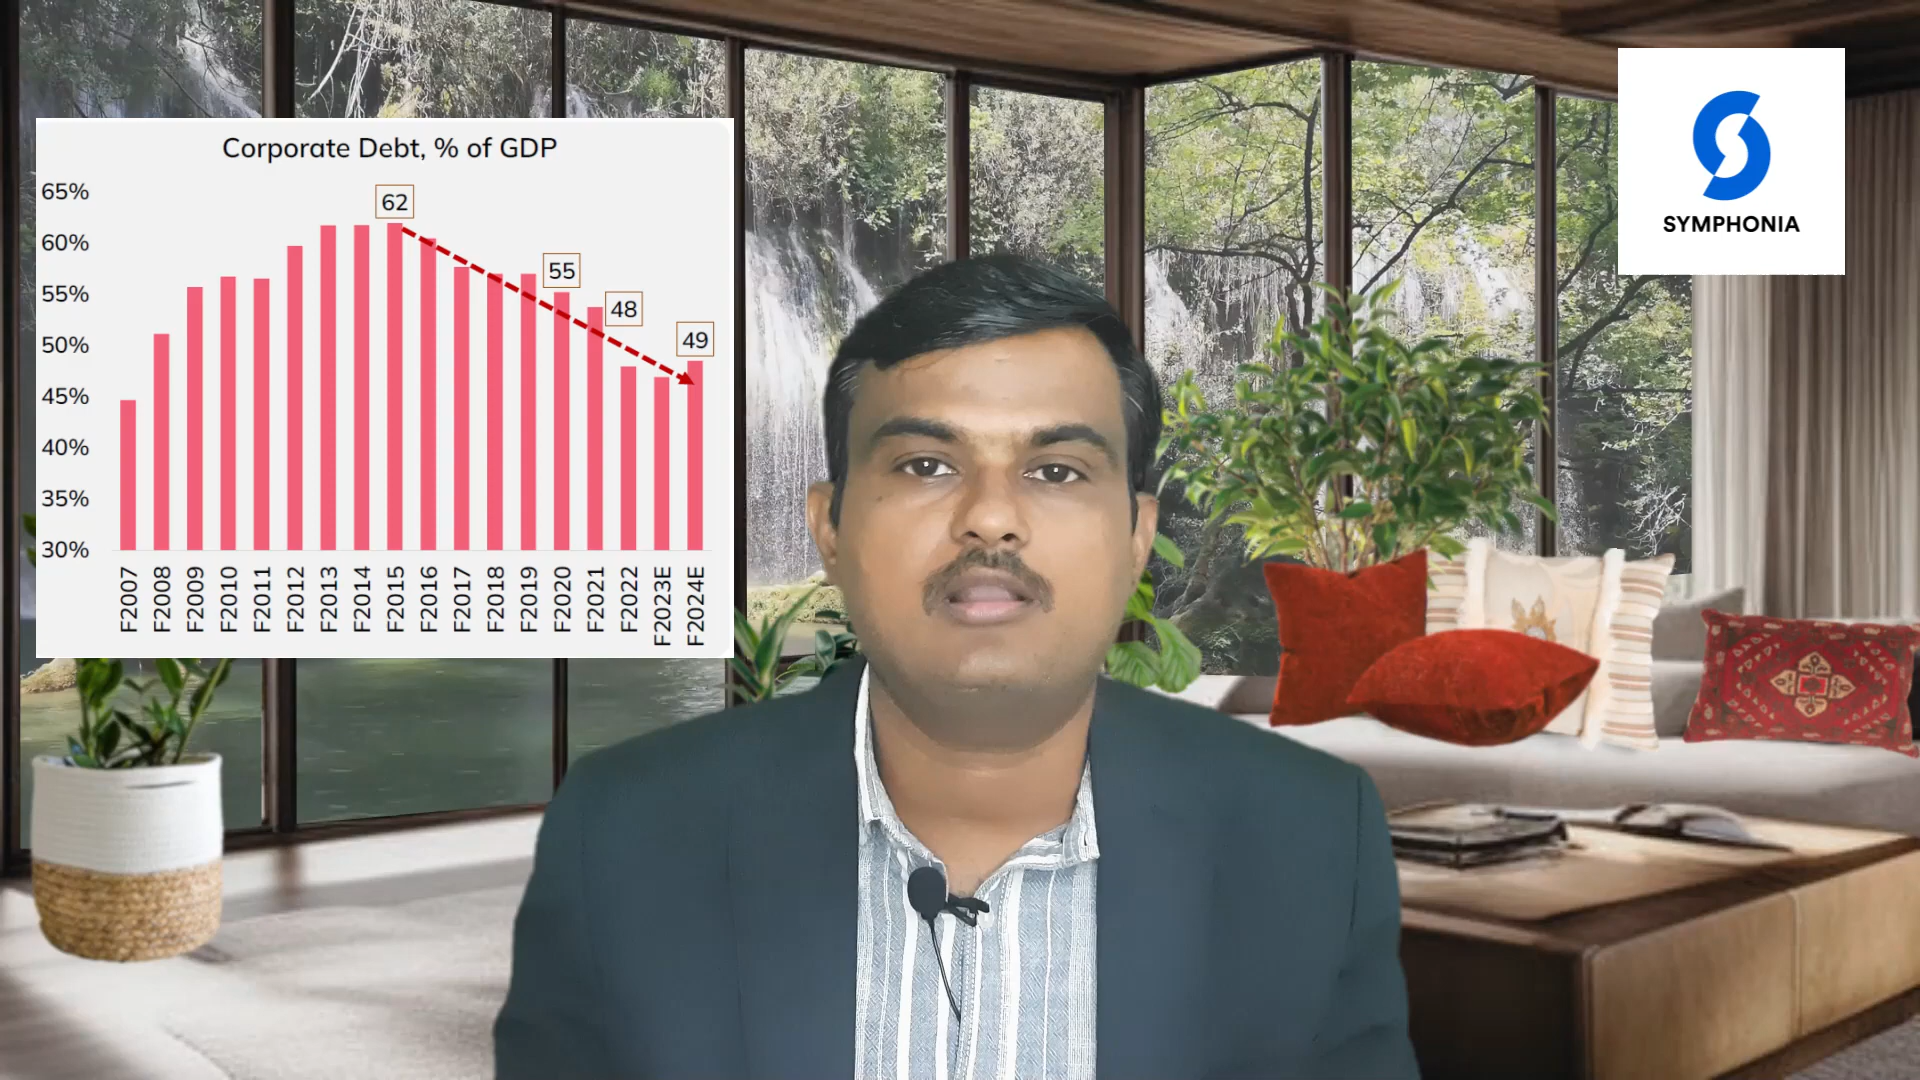 Corporate Debt, % of GDP
65%
60%
55%
50%
45%
40%
35%
30%
62
55
48
49
F2007
F2008
F2009
F2010
F2011
F2012
F2013
F2014
F2015
F2016
F2017
F2018
F2019
F2020
F2021
F2022
F2023E
F2024E
SYMPHONIA